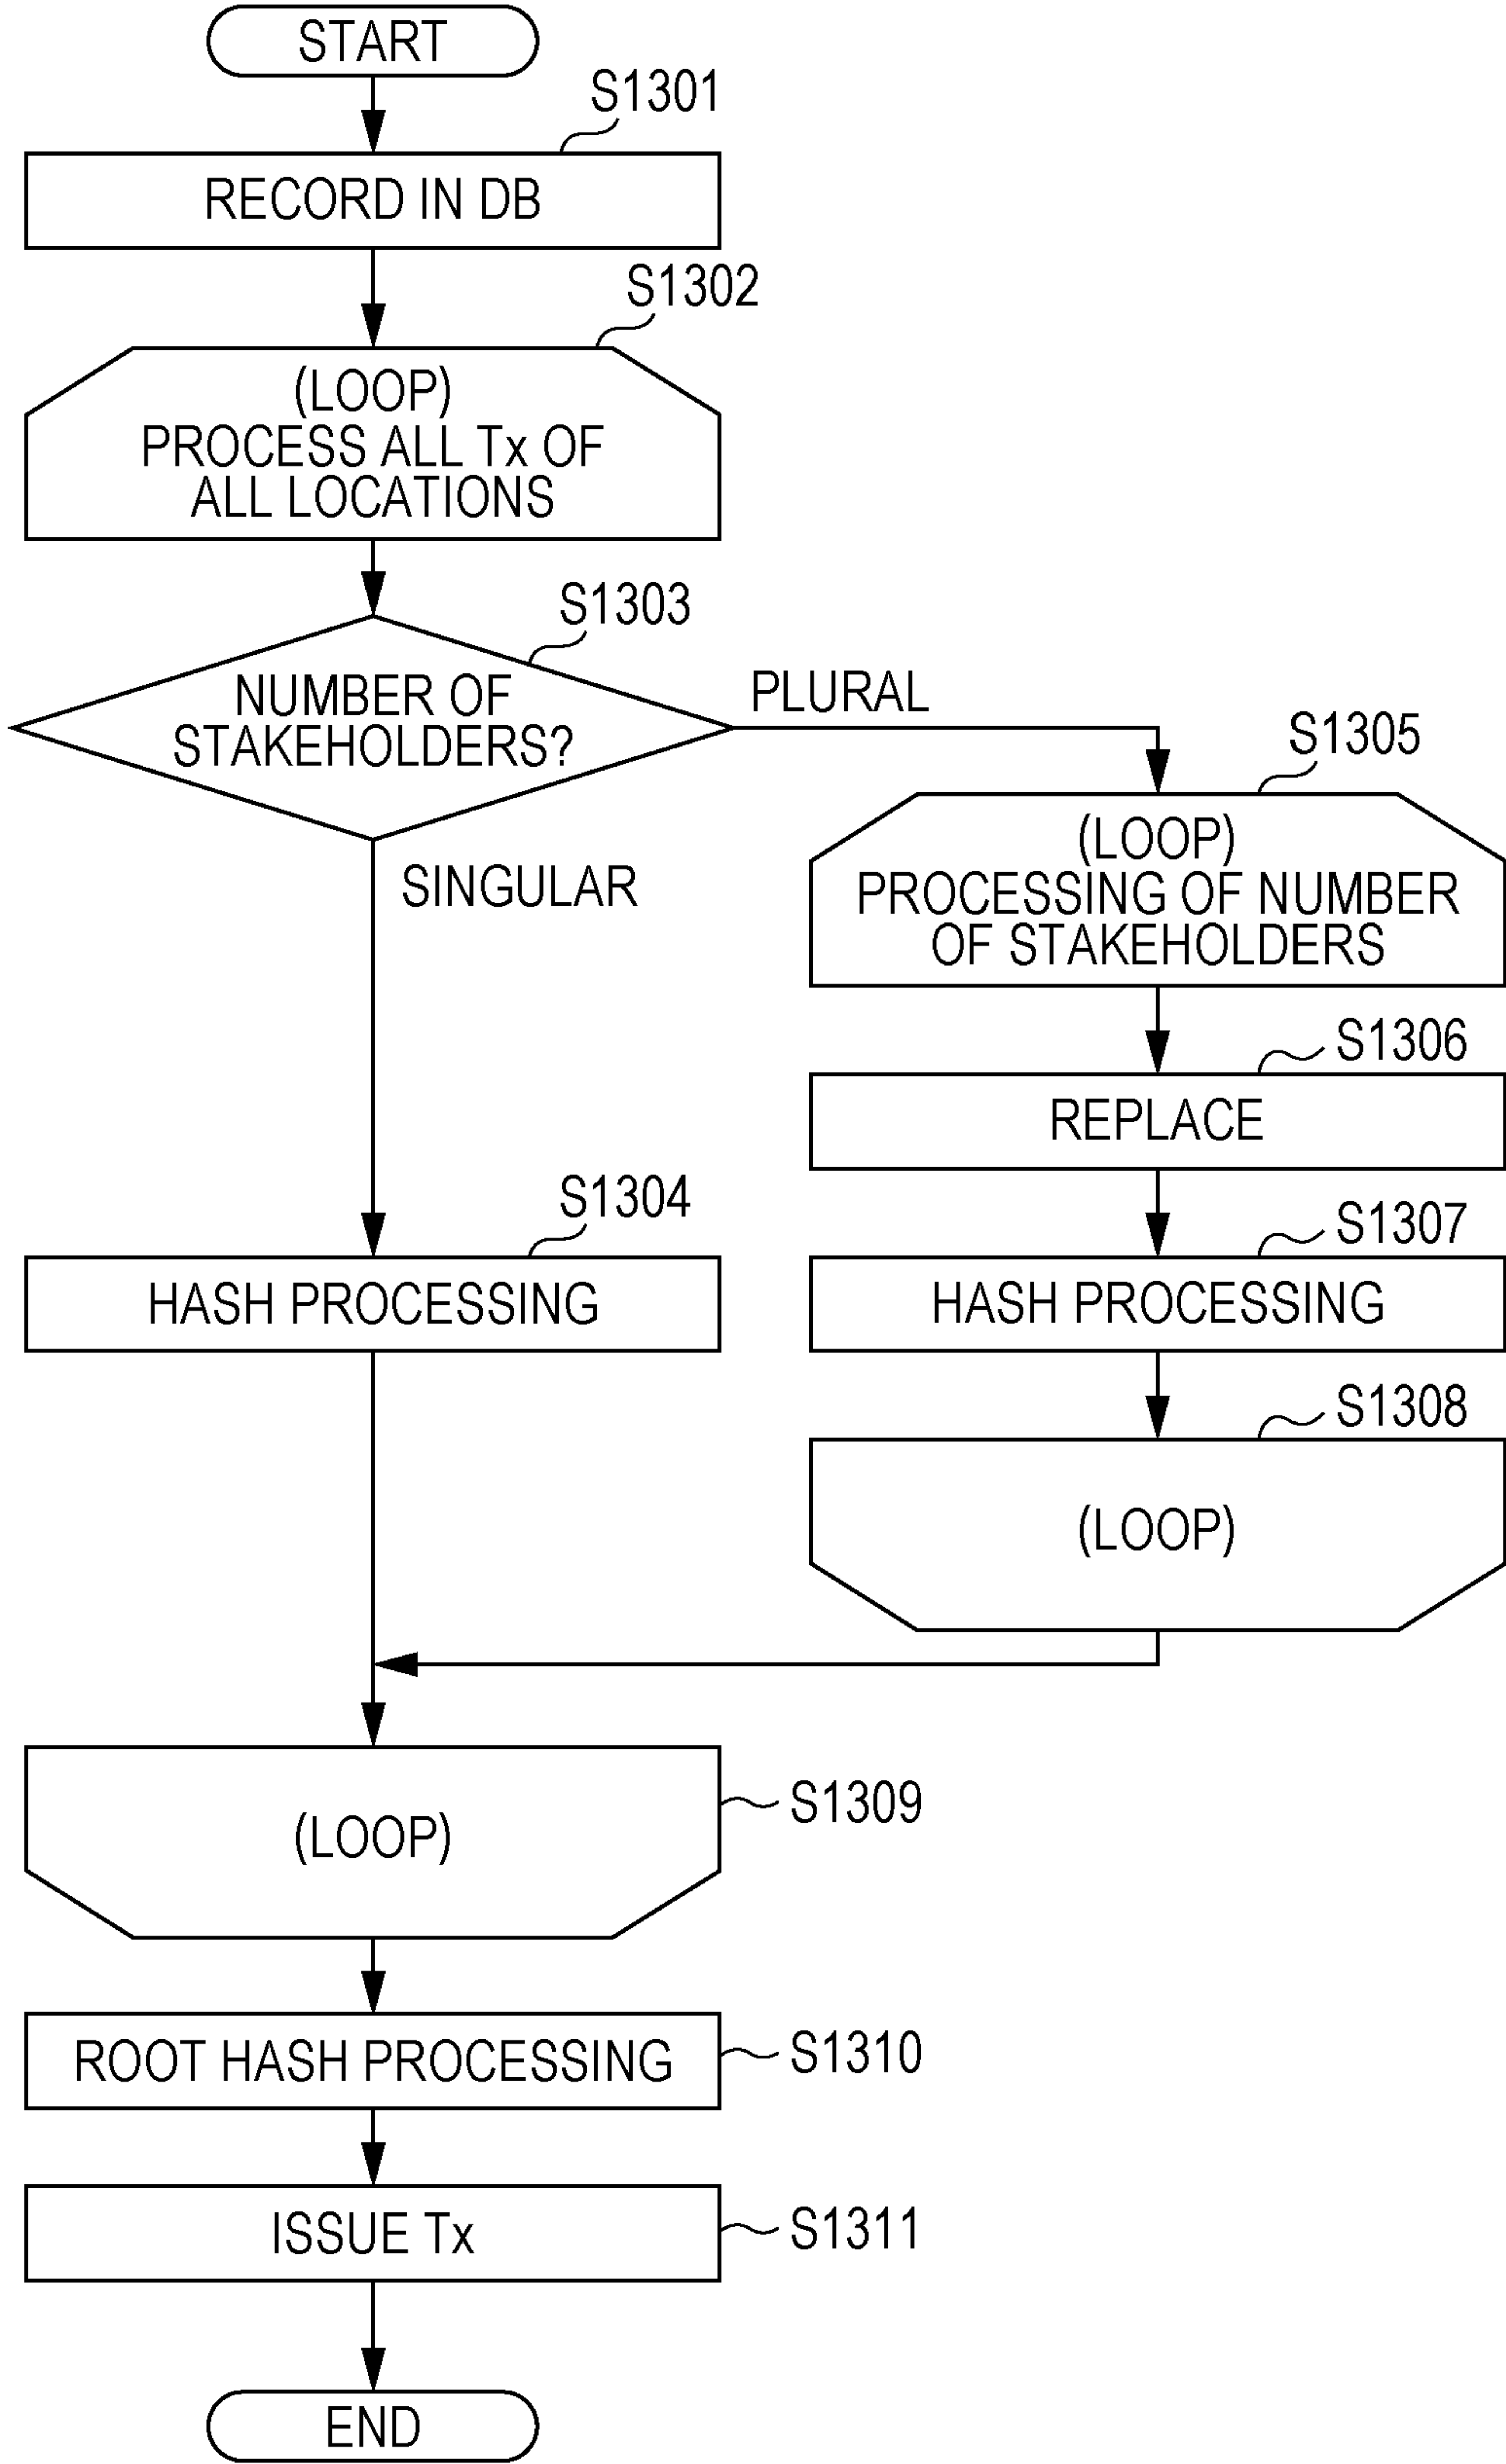 START
S1301
RECORD IN DB
S1302
(LOOP)
PROCESS ALL Tx OF
ALL LOCATIONS
S1303
NUMBER OF
STAKEHOLDERS?
PLURAL
SINGULAR
S1305
(LOOP)
PROCESSING OF NUMBER
OF STAKEHOLDERS
S1306
REPLACE
S1304
HASH PROCESSING
S1307
HASH PROCESSING
S1308
(LOOP)
(LOOP)
S1309
ROOT HASH PROCESSING
S1310
ISSUE Tx
S1311
END